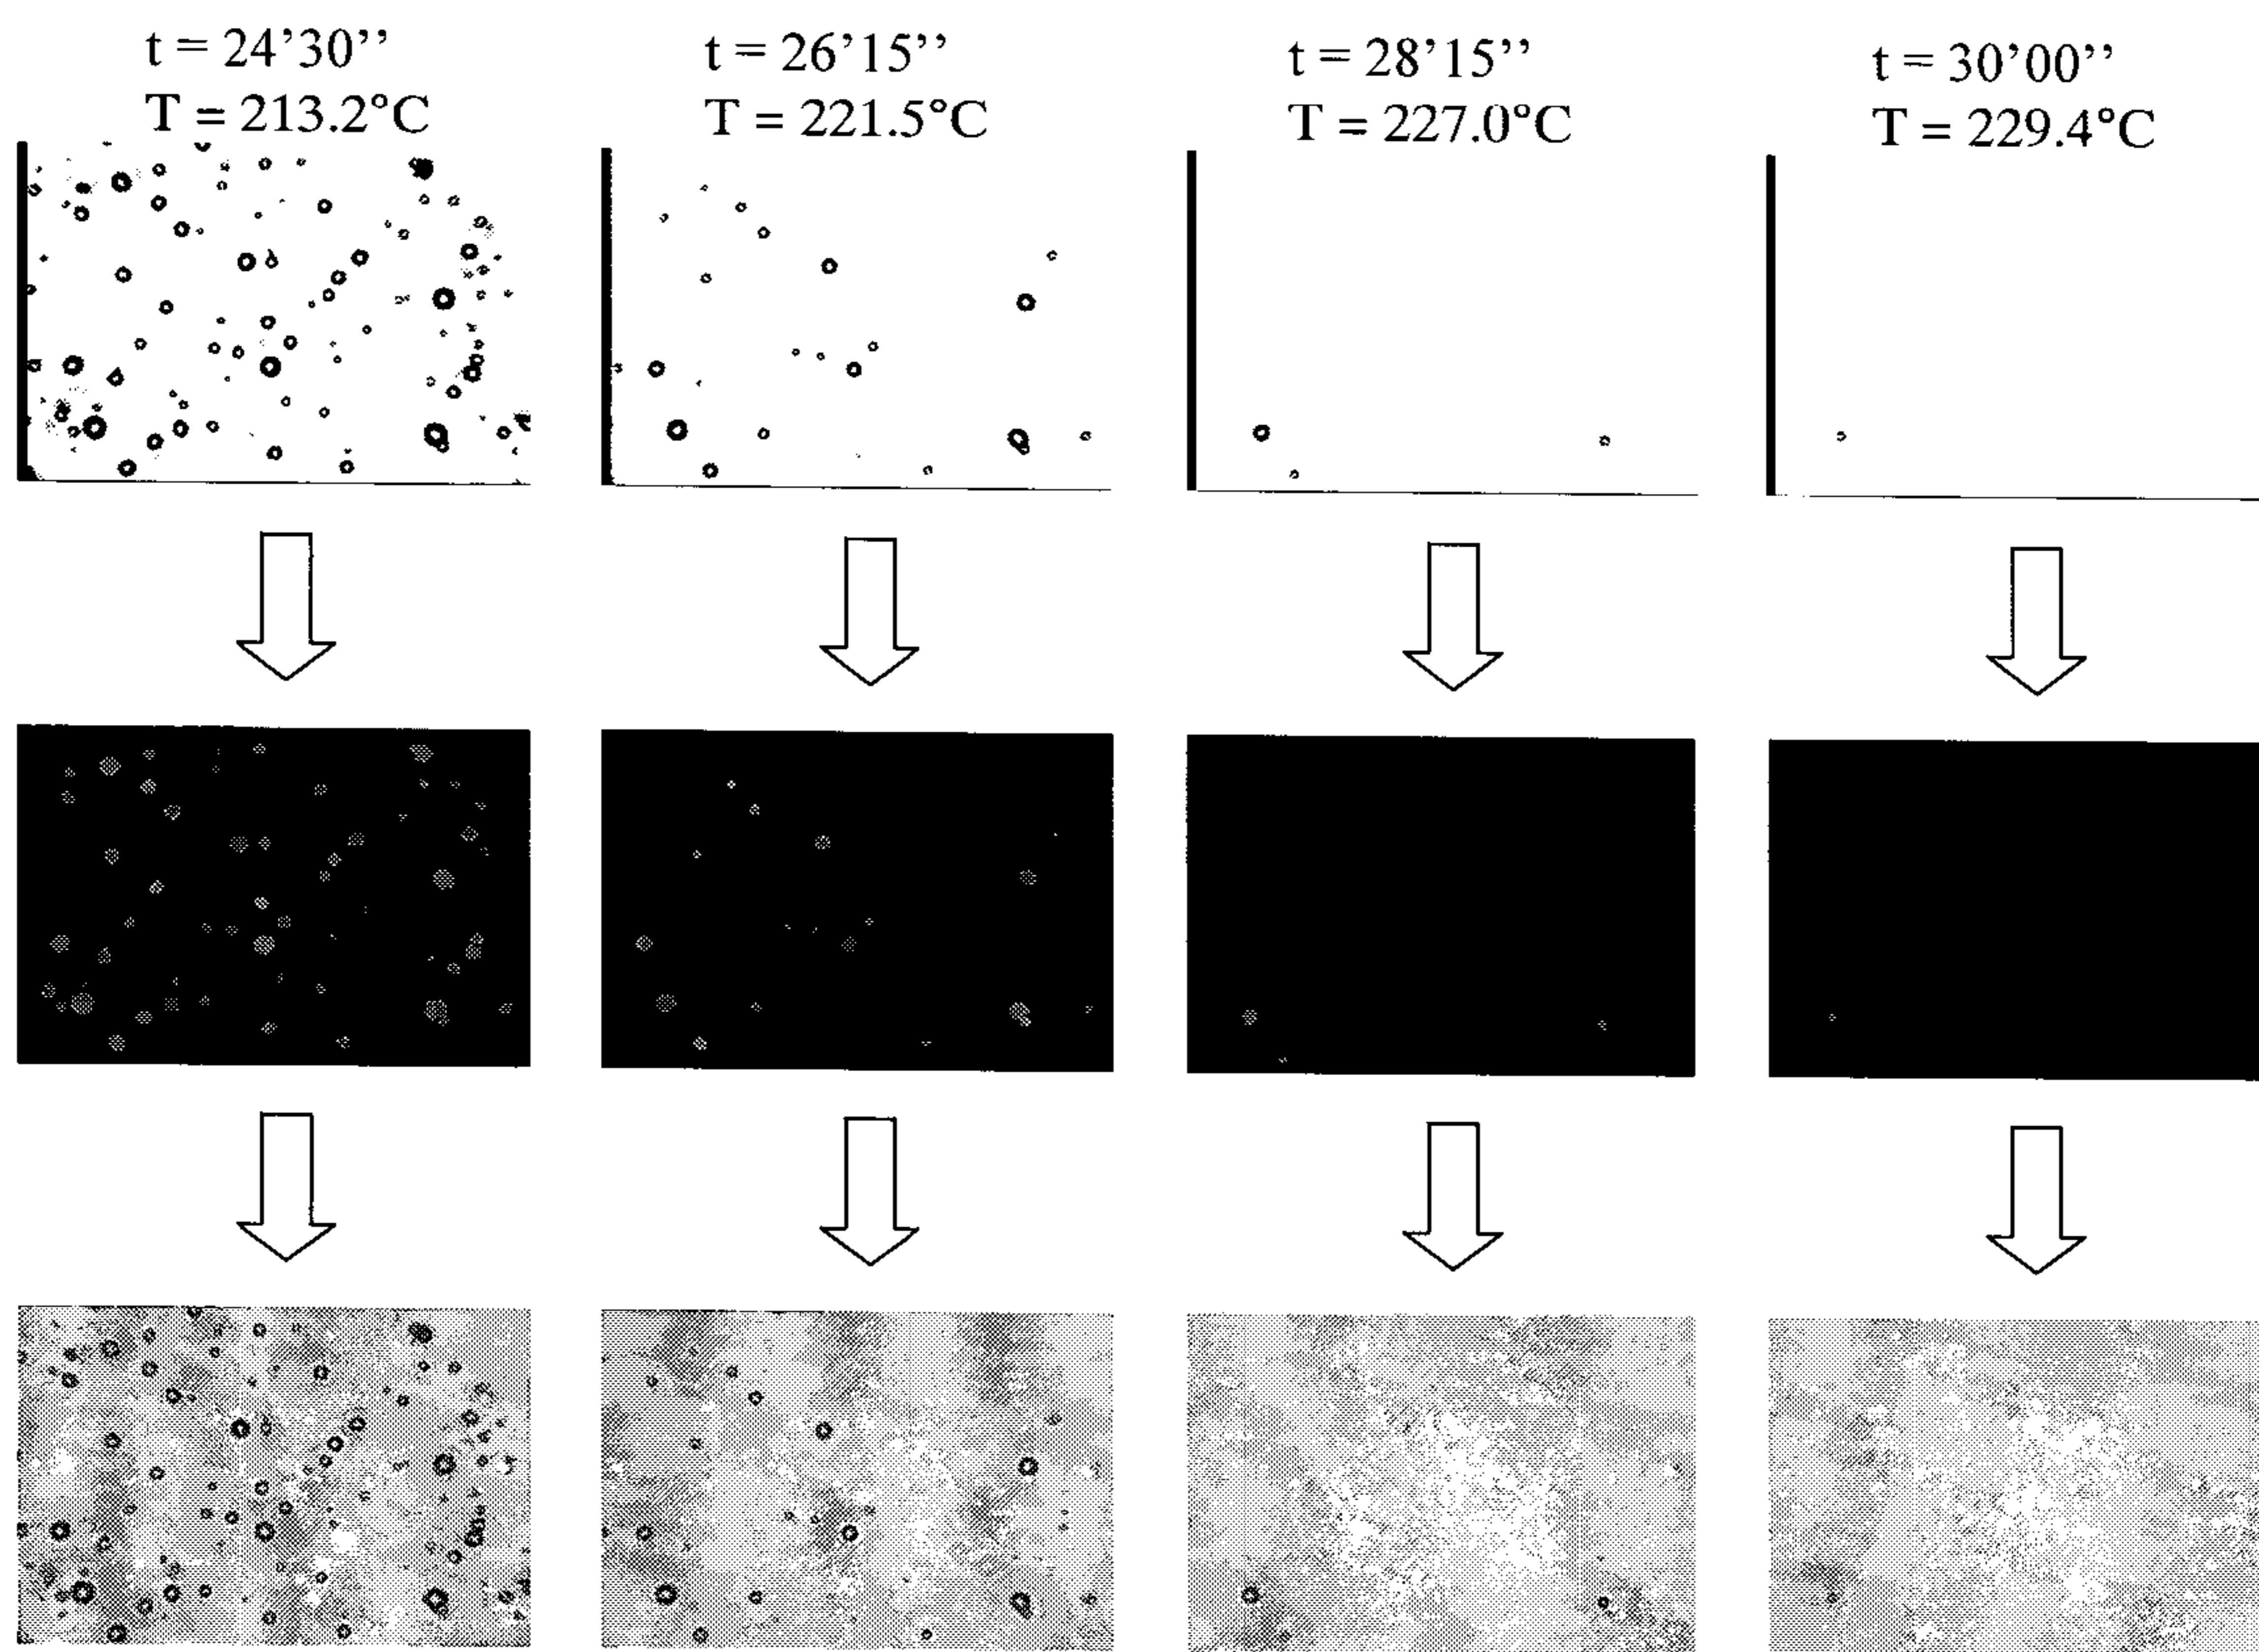 t = 24’30’’
T = 213.2°C
t = 26’15’’
T = 221.5°C
t = 28’15’’
T = 227.0°C
t = 30’00’’
T = 229.4°C